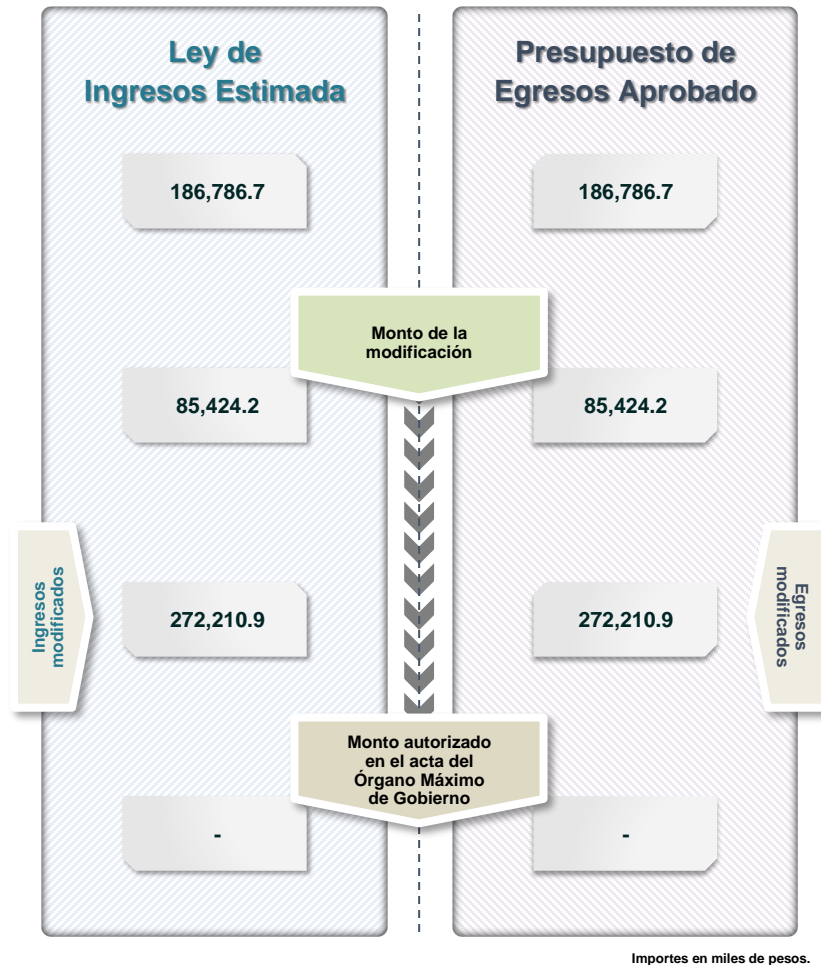 Ley de
Ingresos Estimada
Presupuesto de
Egresos Aprobado
186,786.7
186,786.7
Monto de la
modificación
85,424.2
85,424.2
Ingresos
modificados
272,210.9
272,210.9
Egresos
modificados
Monto autorizado
en el acta del
Órgano Máximo
de Gobierno
-
-
Importes en miles de pesos.